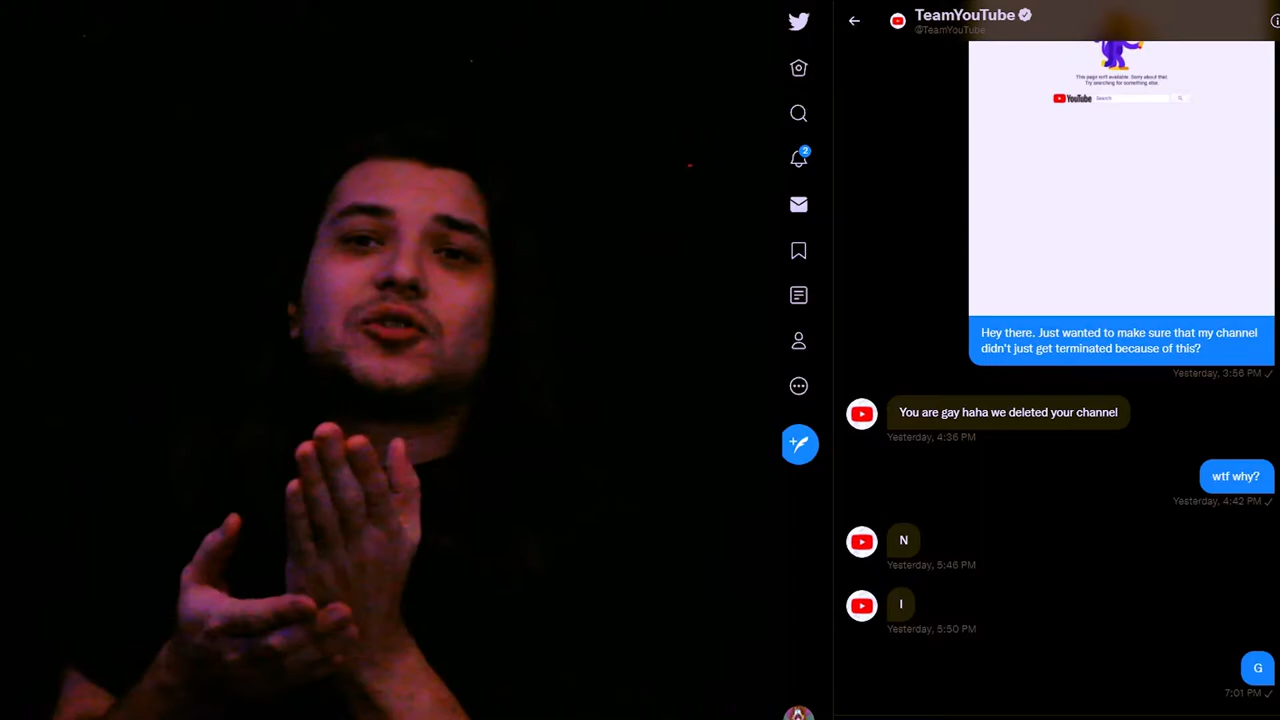 TeamYouTube
@TeamYouTube
This page isn't available. Sorry about that.
Try searching for something else.
YouTube Search
2
Hey there. Just wanted to make sure that my channel
didn't just get terminated because of this?
Yesterday, 3:56 PM
You are gay haha we deleted your channel
Yesterday, 4:36 PM
wtf why?
Yesterday, 4:42 PM
N
Yesterday, 5:46 PM
I
Yesterday, 5:50 PM
G
7:01 PM